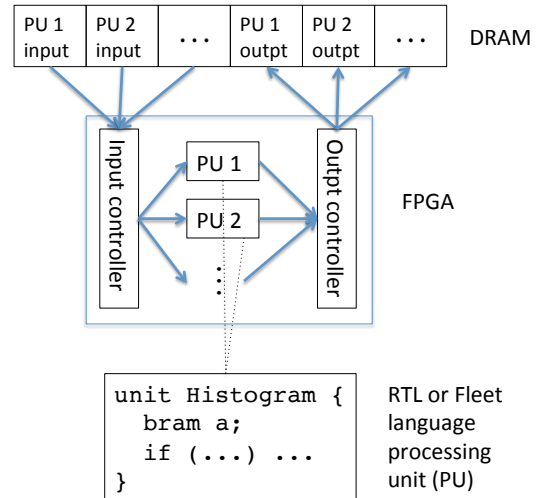 PU 1 input
PU 2 input
...
PU 1 outpt
PU 2 outpt
...
DRAM
Input controller
PU 1
PU 2
...
Outpt controller
FPGA
unit Histogram {
bram a;
if (...) ...
}
RTL or Fleet
language
processing
unit (PU)